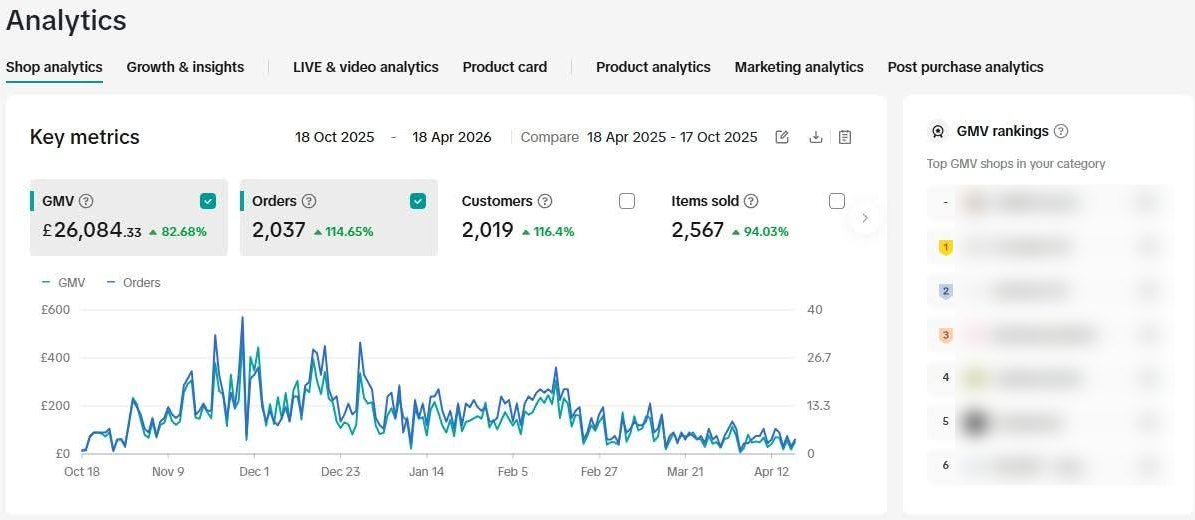 Analytics
Shop analytics Growth & insights LIVE & video analytics Product card Product analytics Marketing analytics Post purchase analytics
Key metrics 18 Oct 2025 - 18 Apr 2026 Compare 18 Apr 2025 - 17 Oct 2025
GMV ? Orders ? Customers ? Items sold ?
£26,084.33 82.68% 2,037 114.65% 2,019 116.4% 2,567 94.03%
GMV Orders
£600 40
£400 26.7
£200 13.3
£0 0
Oct 18 Nov 9 Dec 1 Dec 23 Jan 14 Feb 5 Feb 27 Mar 21 Apr 12
GMV rankings ?
Top GMV shops in your category
-
1
2
3
4
5
6